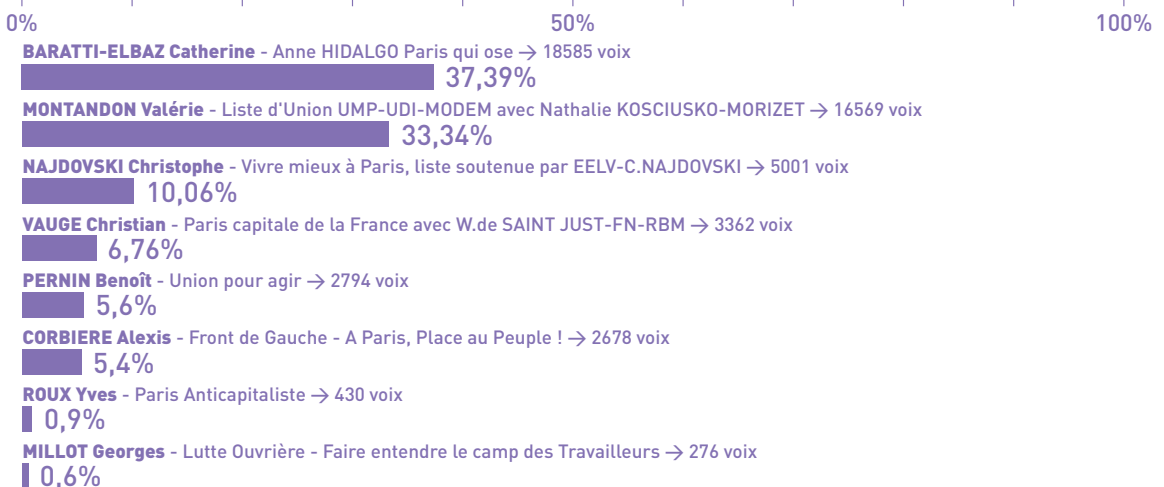 0% 50% 100%
BARATTI-ELBAZ Catherine - Anne HIDALGO Paris qui ose → 18585 voix
37,39%
MONTANDON Valérie - Liste d'Union UMP-UDI-MODEM avec Nathalie KOSCIUSKO-MORIZET → 16569 voix
33,34%
NAJDOVSKI Christophe - Vivre mieux à Paris, liste soutenue par EELV-C.NAJDOVSKI → 5001 voix
10,06%
VAUGE Christian - Paris capitale de la France avec W.de SAINT JUST-FN-RBM → 3362 voix
6,76%
PERNIN Benoît - Union pour agir → 2794 voix
5,6%
CORBIERE Alexis - Front de Gauche - A Paris, Place au Peuple ! → 2678 voix
5,4%
ROUX Yves - Paris Anticapitaliste → 430 voix
0,9%
MILLOT Georges - Lutte Ouvrière - Faire entendre le camp des Travailleurs → 276 voix
0,6%